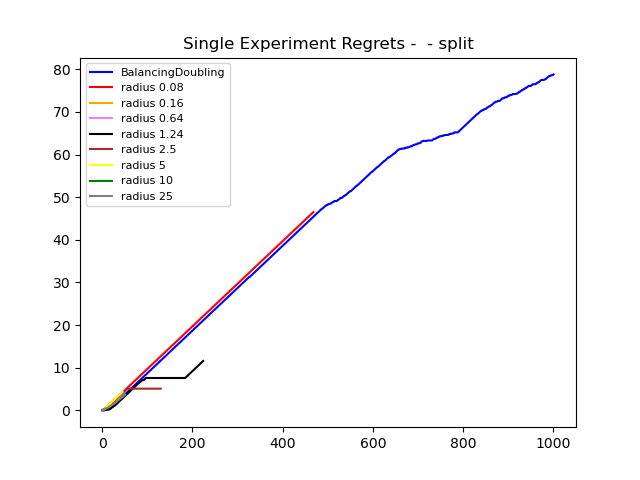 Single Experiment Regrets -  - split
BalancingDoubling
radius 0.08
radius 0.16
radius 0.64
radius 1.24
radius 2.5
radius 5
radius 10
radius 25
80
70
60
50
40
30
20
10
0
0 200 400 600 800 1000